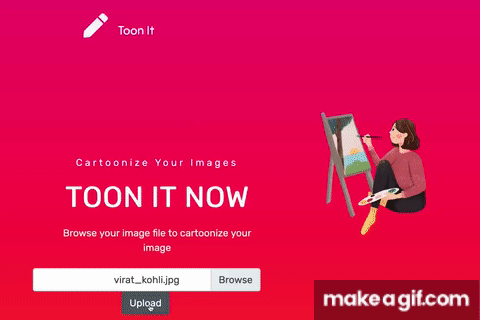 Toon It
Cartoonize Your Images
TOON IT NOW
Browse your image file to cartoonize your
image
virat_kohli.jpg Browse
Upload
makeagif.com